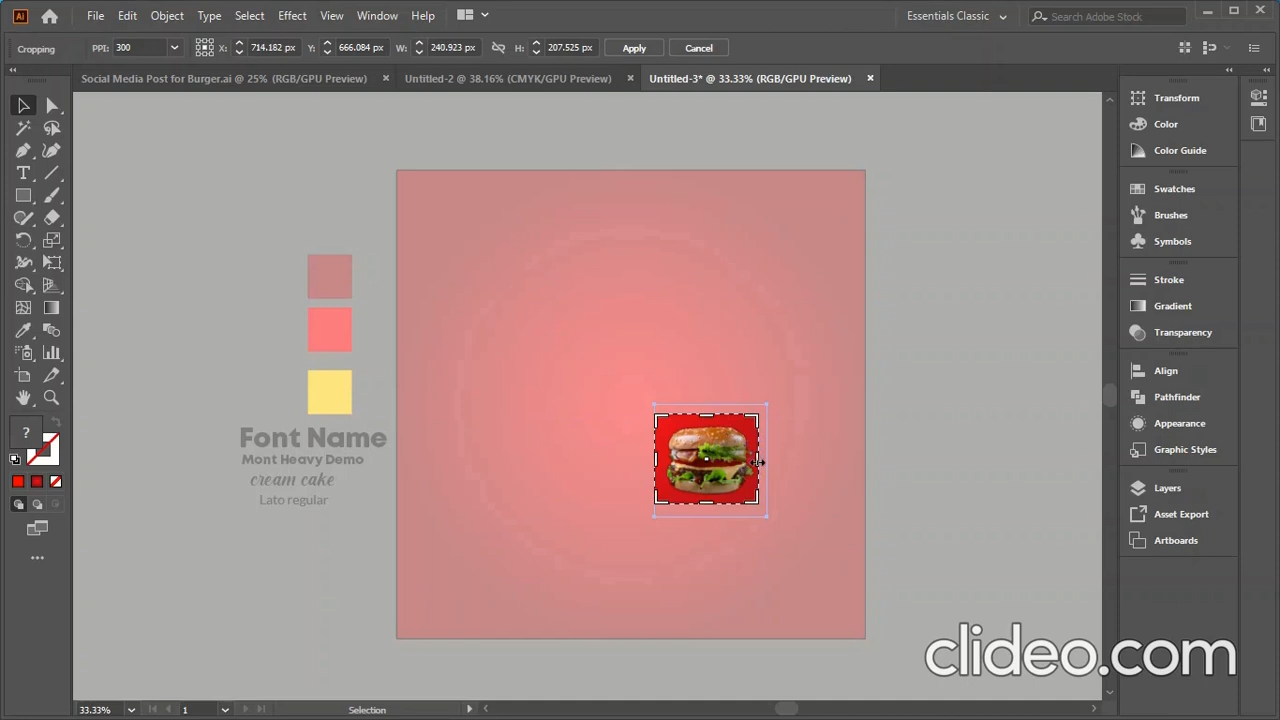 Ai File Edit Object Type Select Effect View Window Help Essentials Classic Search Adobe Stock
Cropping PPI: 300 X: 714.182 px Y: 666.084 px W: 240.923 px H: 207.525 px Apply Cancel
Social Media Post for Burger.ai @ 25% (RGB/GPU Preview) × Untitled-2 @ 38.16% (CMYK/GPU Preview) × Untitled-3* @ 33.33% (RGB/GPU Preview) ×
Transform
Color
Color Guide
Swatches
Brushes
Symbols
Stroke
Gradient
Transparency
Align
Pathfinder
Appearance
Graphic Styles
Layers
Asset Export
Artboards
?
Font Name
Mont Heavy Demo
cream cake
Lato regular
clideo.com
33.33% 1 Selection